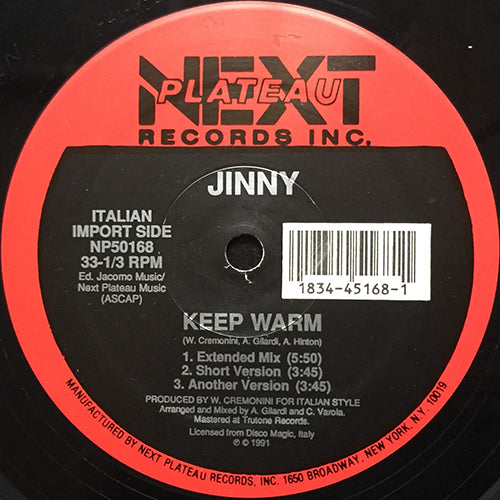 NEXT
PLATEAU
RECORDS INC.
JINNY
ITALIAN
IMPORT SIDE
NP50168
33-1/3 RPM
Ed. Jacomo Music/
Next Plateau Music
(ASCAP)
1834-45168-1
KEEP WARM
(W. Cremonini, A. Gilardi, A. Hinton)
1. Extended Mix (5:50)
2. Short Version (3:45)
3. Another Version (3:45)
PRODUCED BY W. CREMONINI FOR ITALIAN STYLE
Arranged and Mixed by A. Gilardi and C. Varola.
Mastered at Trutone Records.
Licensed from Disco Magic, Italy
℗ © 1991
MANUFACTURED BY NEXT PLATEAU RECORDS, INC. 1650 BROADWAY, NEW YORK, N.Y. 10019